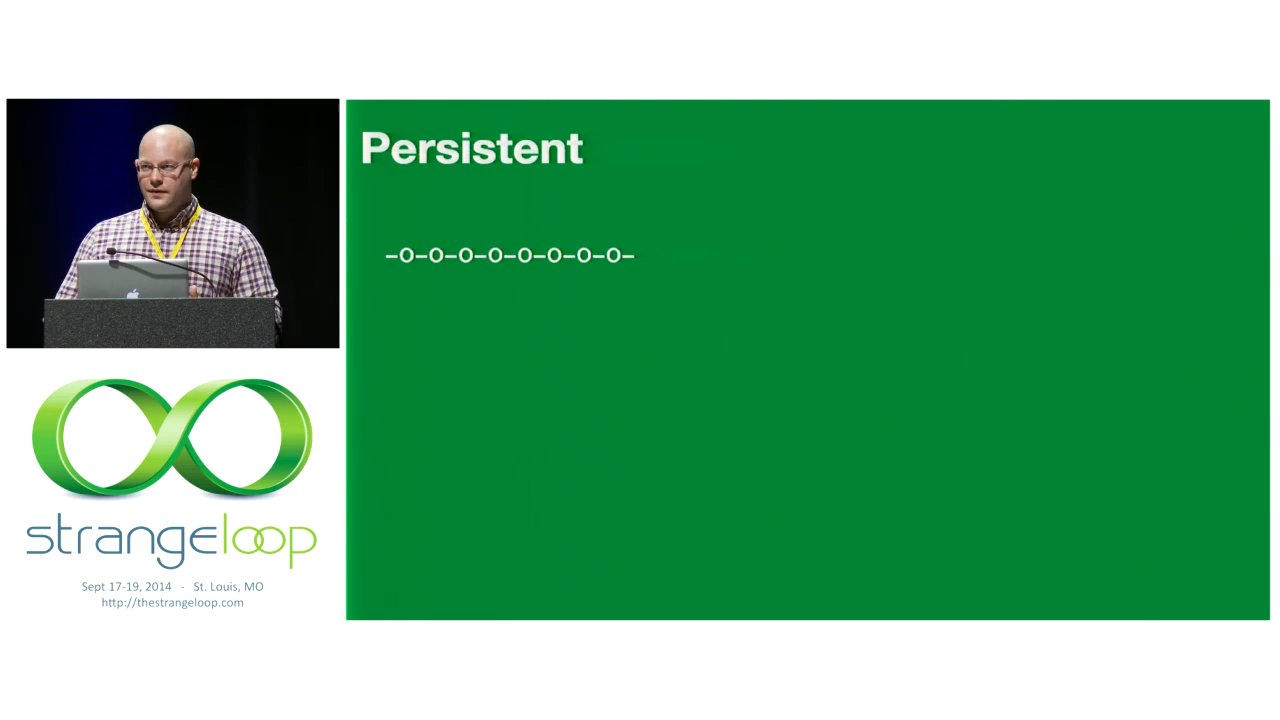 Persistent
–o–o–o–o–o–o–o–o–
strangeloop
Sept 17-19, 2014 - St. Louis, MO
http://thestrangeloop.com